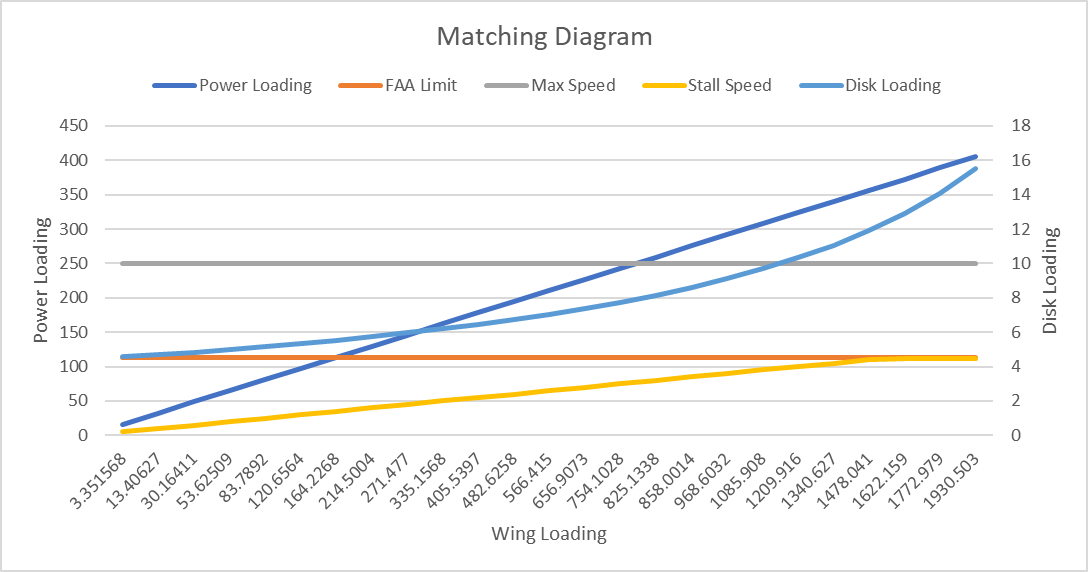 Matching Diagram
Power Loading FAA Limit Max Speed Stall Speed Disk Loading
450 18
400 16
350 14
300 12
250 10
200 8
150 6
100 4
50 2
0 0
Power Loading
Disk Loading
3.351568 13.40627 30.16411 53.62509 83.7892 120.6564 164.2268 214.5004 271.477 335.1568 405.5397 482.6258 566.415 656.9073 754.1028 825.1338 858.0014 968.6032 1085.908 1209.916 1340.627 1478.041 1622.159 1772.979 1930.503
Wing Loading